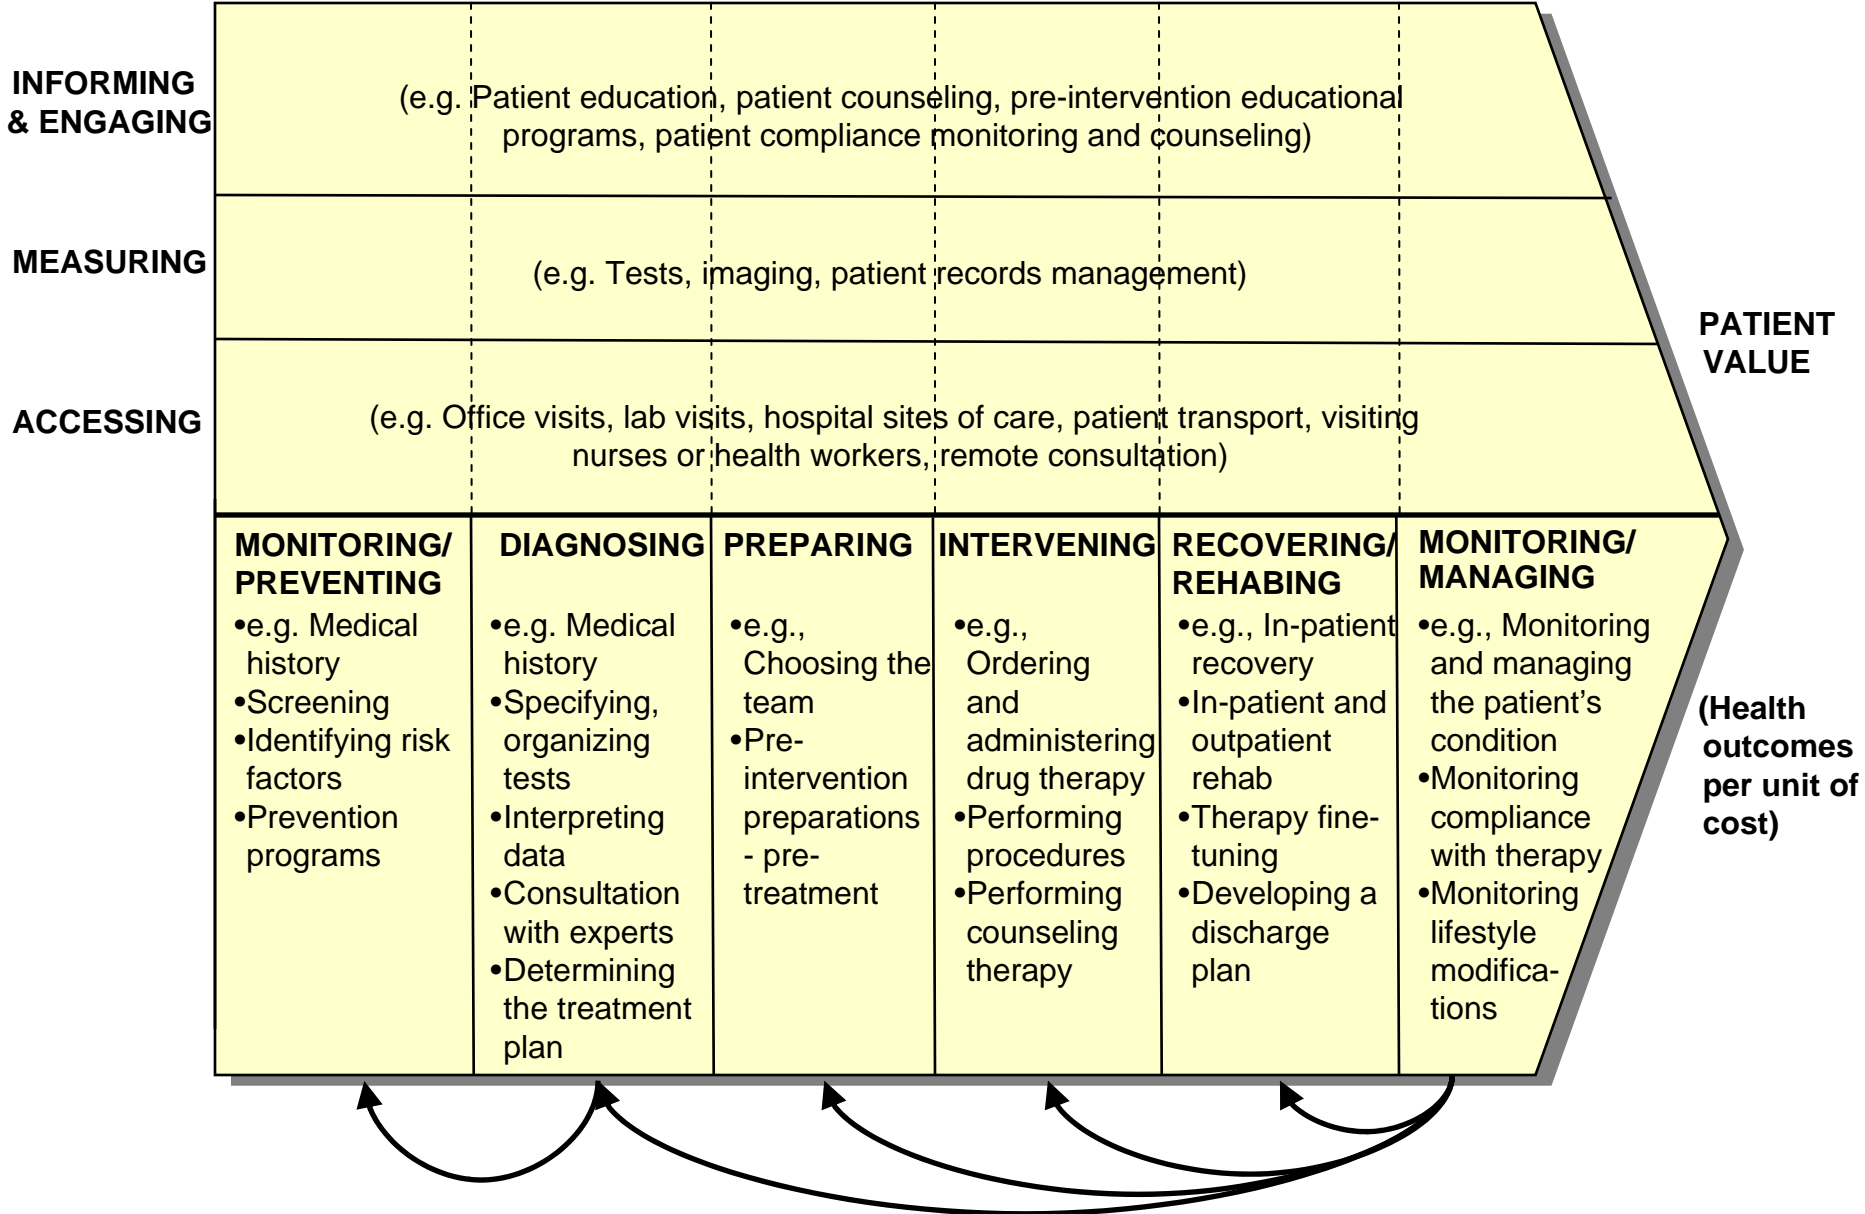 INFORMING
& ENGAGING
(e.g. Patient education, patient counseling, pre-intervention educational
programs, patient compliance monitoring and counseling)
MEASURING
(e.g. Tests, imaging, patient records management)
ACCESSING
(e.g. Office visits, lab visits, hospital sites of care, patient transport, visiting
nurses or health workers, remote consultation)
PATIENT
VALUE
MONITORING/
PREVENTING
•e.g. Medical
history
•Screening
•Identifying risk
factors
•Prevention
programs
DIAGNOSING
•e.g. Medical
history
•Specifying,
organizing
tests
•Interpreting
data
•Consultation
with experts
•Determining
the treatment
plan
PREPARING
•e.g.,
Choosing the
team
•Pre-
intervention
preparations
- pre-
treatment
INTERVENING
•e.g.,
Ordering
and
administering
drug therapy
•Performing
procedures
•Performing
counseling
therapy
RECOVERING/
REHABING
•e.g., In-patient
recovery
•In-patient and
outpatient
rehab
•Therapy fine-
tuning
•Developing a
discharge
plan
MONITORING/
MANAGING
•e.g., Monitoring
and managing
the patient’s
condition
•Monitoring
compliance
with therapy
•Monitoring
lifestyle
modifica-
tions
(Health
outcomes
per unit of
cost)